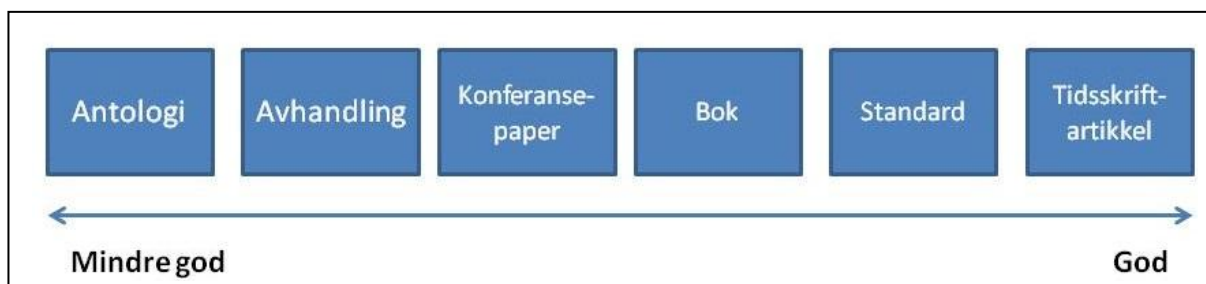 Antologi
Avhandling
Konferanse-
paper
Bok
Standard
Tidsskrift-
artikkel
Mindre god
God